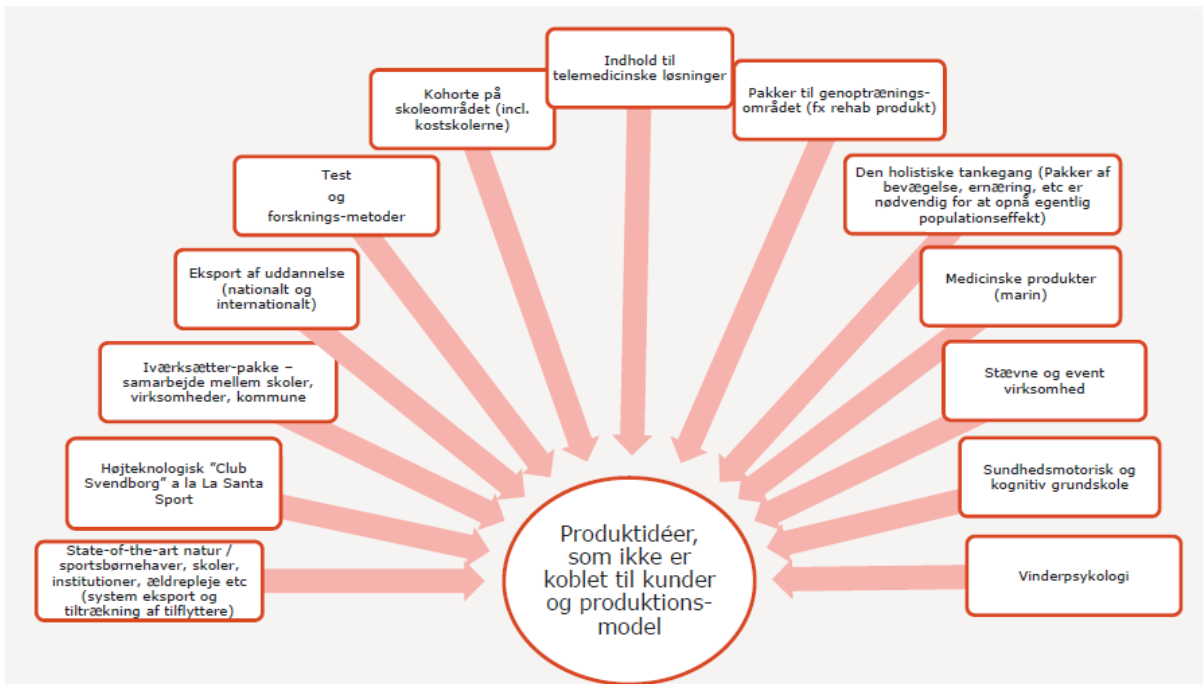 State-of-the-art natur /
sportsbørnehaver, skoler,
institutioner, ældrepleje etc
(system eksport og
tiltrækning af tilflyttere)
Højteknologisk "Club
Svendborg" a la La Santa
Sport
Iværksætter-pakke –
samarbejde mellem skoler,
virksomheder, kommune
Eksport af uddannelse
(nationalt og
internationalt)
Test
og
forsknings-metoder
Kohorte på
skoleområdet (incl.
kostskolerne)
Indhold til
telemedicinske løsninger
Pakker til genoptrænings-
området (fx rehab produkt)
Den holistiske tankegang (Pakker af
bevægelse, ernæring, etc er
nødvendig for at opnå egentlig
populationseffekt)
Medicinske produkter
(marin)
Stævne og event
virksomhed
Sundhedsmotorisk og
kognitiv grundskole
Vinderpsykologi
Produktidéer,
som ikke er
koblet til kunder
og produktions-
model